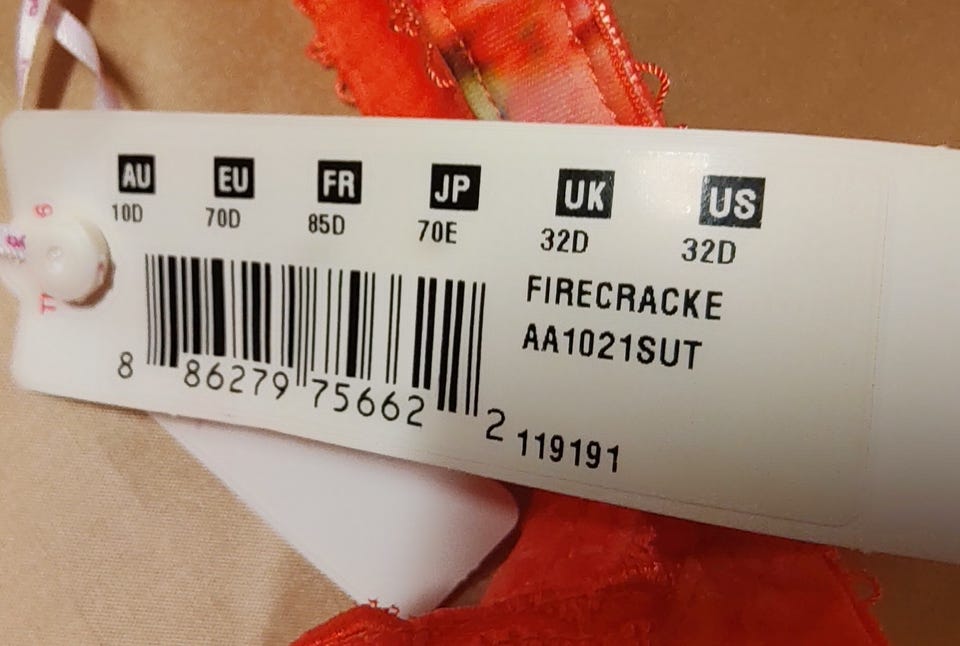 AU EU FR JP UK US
10D 70D 85D 70E 32D 32D
FIRECRACKE
AA1021SUT
8 86279 75662 2
119191